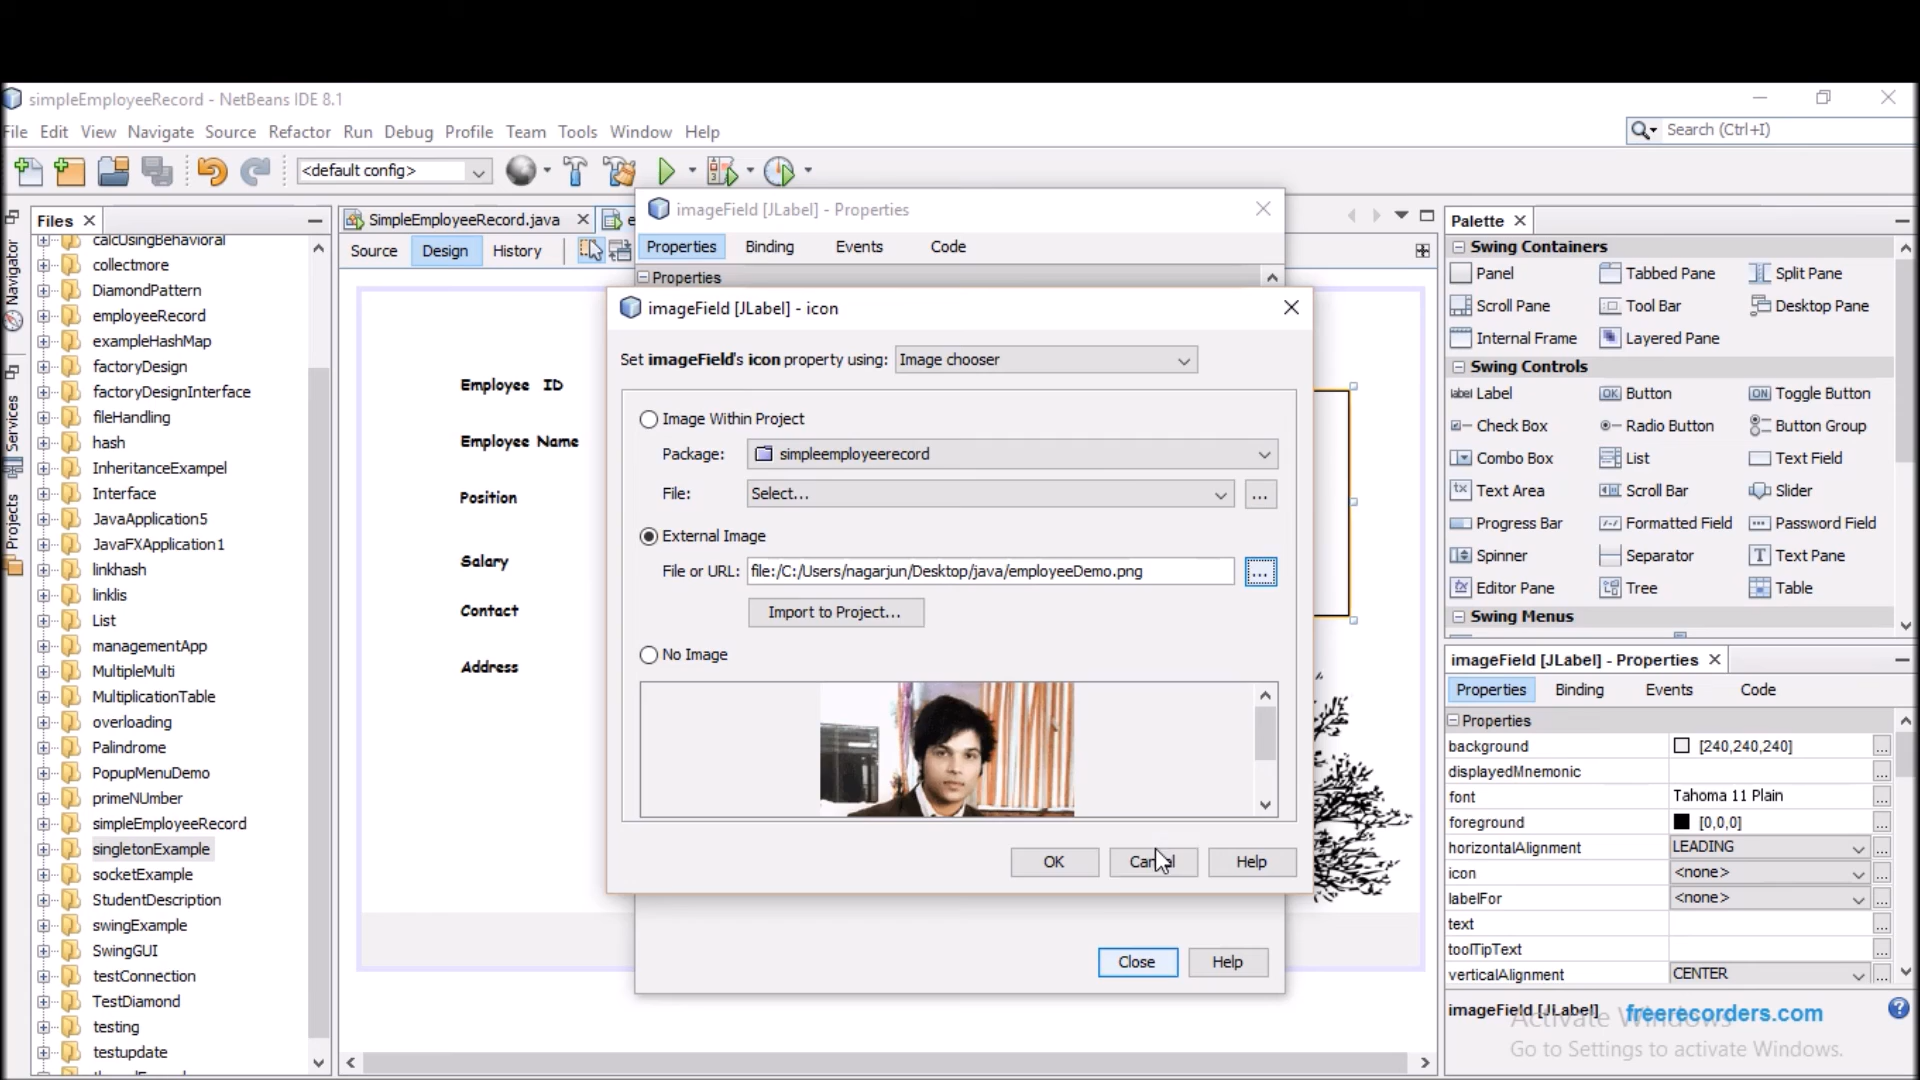 simpleEmployeeRecord - NetBeans IDE 8.1
File Edit View Navigate Source Refactor Run Debug Profile Team Tools Window Help
Search (Ctrl+I)
<default config>
Navigator
Services
Projects
Files
calcUsingBehavioral
collectmore
DiamondPattern
employeeRecord
exampleHashMap
factoryDesign
factoryDesignInterface
fileHandling
hash
InheritanceExampel
Interface
JavaApplication5
JavaFXApplication1
linkhash
linklis
List
managementApp
MultipleMulti
MultiplicationTable
overloading
Palindrome
PopupMenuDemo
primeNUmber
simpleEmployeeRecord
singletonExample
socketExample
StudentDescription
swingExample
SwingGUI
testConnection
TestDiamond
testing
testupdate
SimpleEmployeeRecord.java
Source Design History
Employee ID
Employee Name
Position
Salary
Contact
Address
imageField [JLabel] - Properties
Properties Binding Events Code
Properties
imageField [JLabel] - icon
Set imageField's icon property using: Image chooser
Image Within Project
Package: simpleemployeerecord
File: Select... ...
External Image
File or URL: file:/C:/Users/nagarjun/Desktop/java/employeeDemo.png ...
Import to Project...
No Image
OK Cancel Help
Close Help
Palette
Swing Containers
Panel Tabbed Pane Split Pane
Scroll Pane Tool Bar Desktop Pane
Internal Frame Layered Pane
Swing Controls
label Label OK Button ON Toggle Button
Check Box Radio Button Button Group
Combo Box List Text Field
Text Area Scroll Bar Slider
Progress Bar Formatted Field Password Field
Spinner Separator Text Pane
Editor Pane Tree Table
Swing Menus
imageField [JLabel] - Properties
Properties Binding Events Code
Properties
background [240,240,240] ...
displayedMnemonic ...
font Tahoma 11 Plain ...
foreground [0,0,0] ...
horizontalAlignment LEADING ...
icon <none> ...
labelFor <none> ...
text ...
toolTipText ...
verticalAlignment CENTER ...
imageField [JLabel]
freerecorders.com
Activate Windows
Go to Settings to activate Windows.